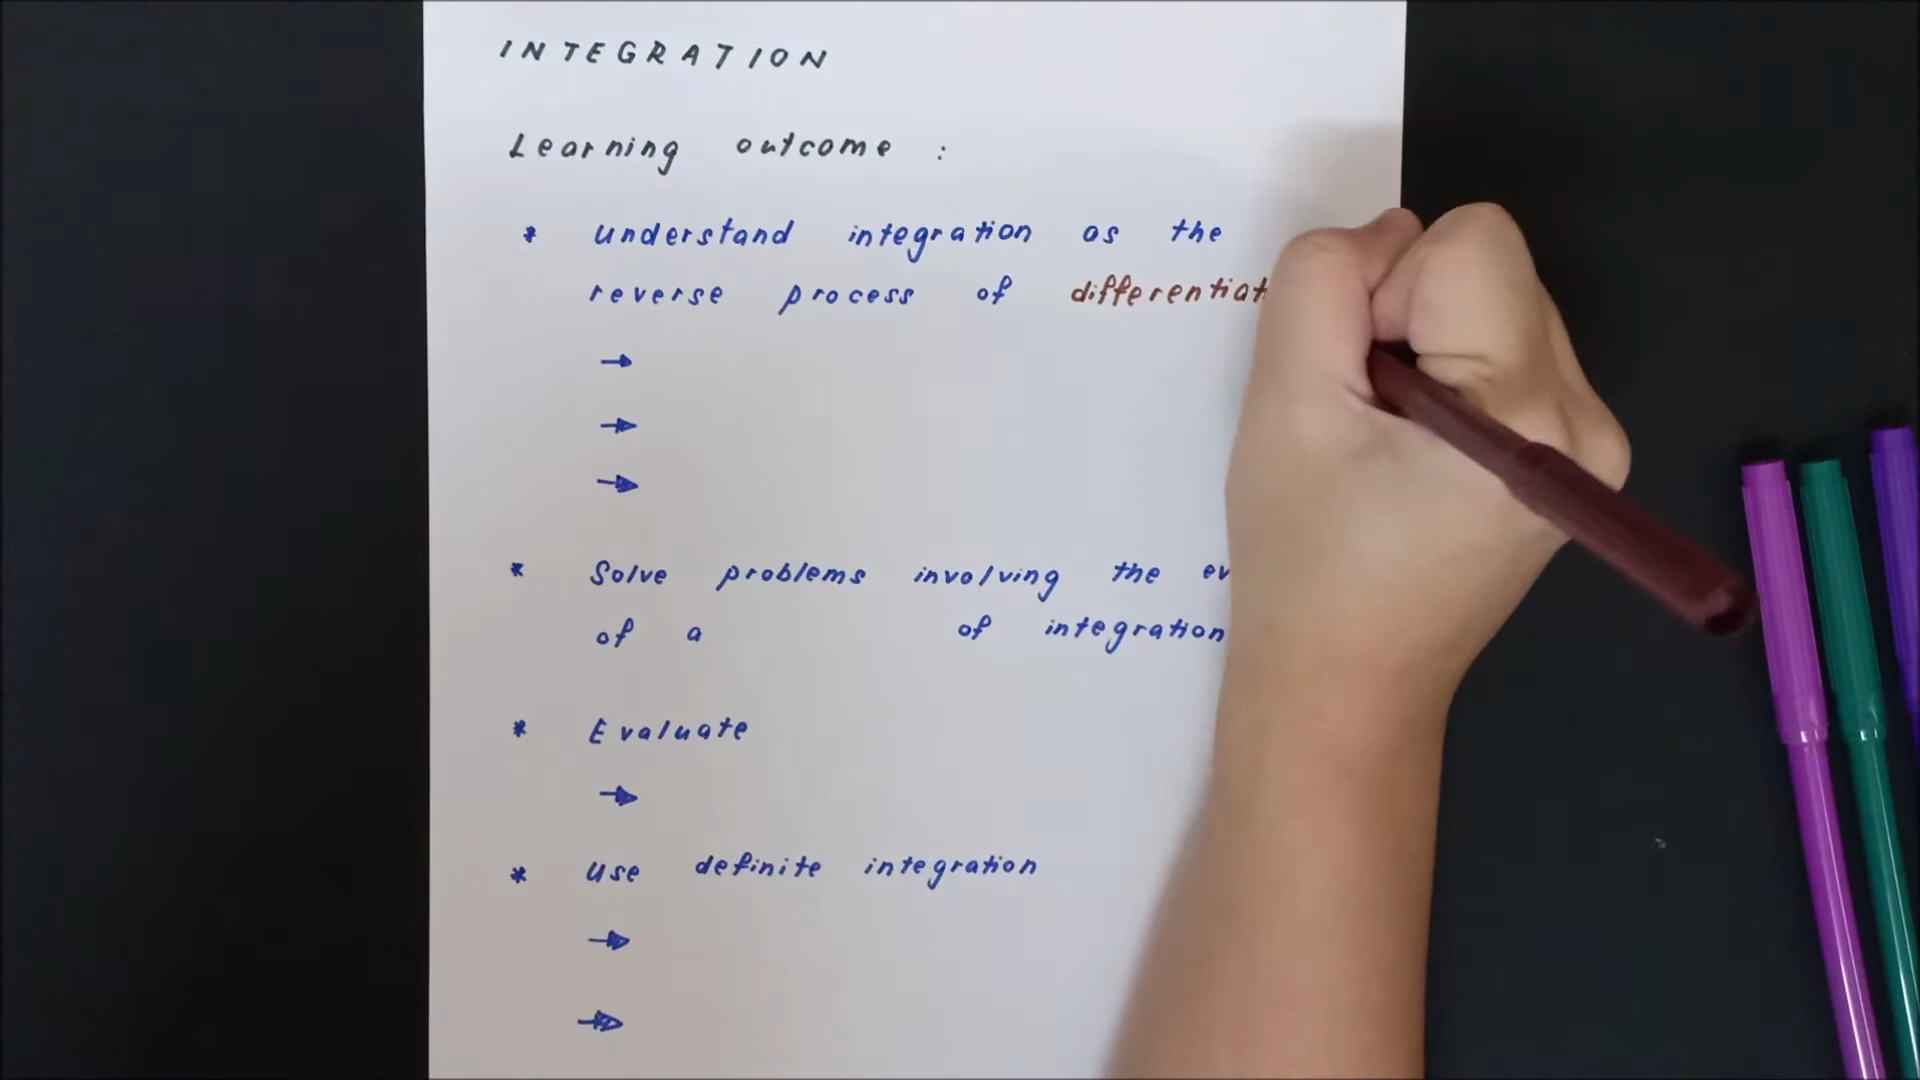 INTEGRATION
Learning outcome :
* understand integration as the
reverse process of differentiat
→
→
→
* Solve problems involving the ev
of a of integration
* Evaluate
→
* use definite integration
→
→